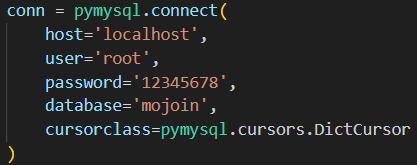 conn = pymysql.connect(
    host='localhost',
    user='root',
    password='12345678',
    database='mojoin',
    cursorclass=pymysql.cursors.DictCursor
)